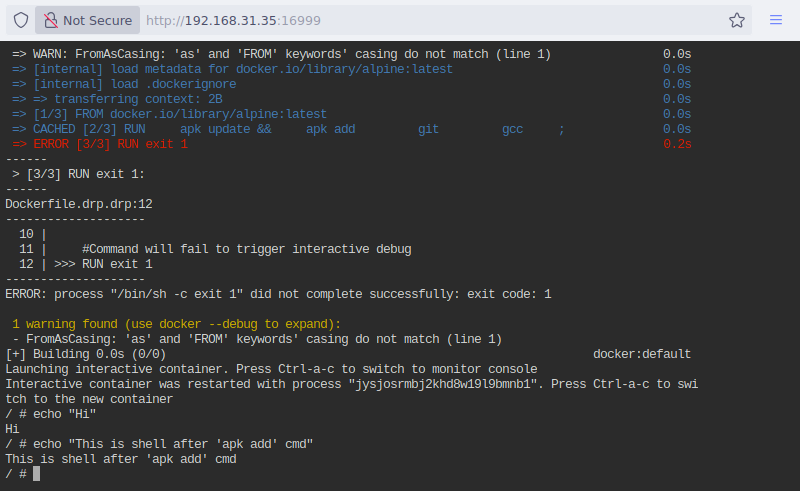 Not Secure http://192.168.31.35:16999
=> WARN: FromAsCasing: 'as' and 'FROM' keywords' casing do not match (line 1) 0.0s
=> [internal] load metadata for docker.io/library/alpine:latest 0.0s
=> [internal] load .dockerignore 0.0s
=> => transferring context: 2B 0.0s
=> [1/3] FROM docker.io/library/alpine:latest 0.0s
=> CACHED [2/3] RUN apk update && apk add git gcc ; 0.0s
=> ERROR [3/3] RUN exit 1 0.2s
------
> [3/3] RUN exit 1:
------
Dockerfile.drp.drp:12
--------------------
10 |
11 | #Command will fail to trigger interactive debug
12 | >>> RUN exit 1
--------------------
ERROR: process "/bin/sh -c exit 1" did not complete successfully: exit code: 1
1 warning found (use docker --debug to expand):
- FromAsCasing: 'as' and 'FROM' keywords' casing do not match (line 1)
[+] Building 0.0s (0/0) docker:default
Launching interactive container. Press Ctrl-a-c to switch to monitor console
Interactive container was restarted with process "jysjosrmbj2khd8w19l9bmnb1". Press Ctrl-a-c to swi
tch to the new container
/ # echo "Hi"
Hi
/ # echo "This is shell after 'apk add' cmd"
This is shell after 'apk add' cmd
/ #